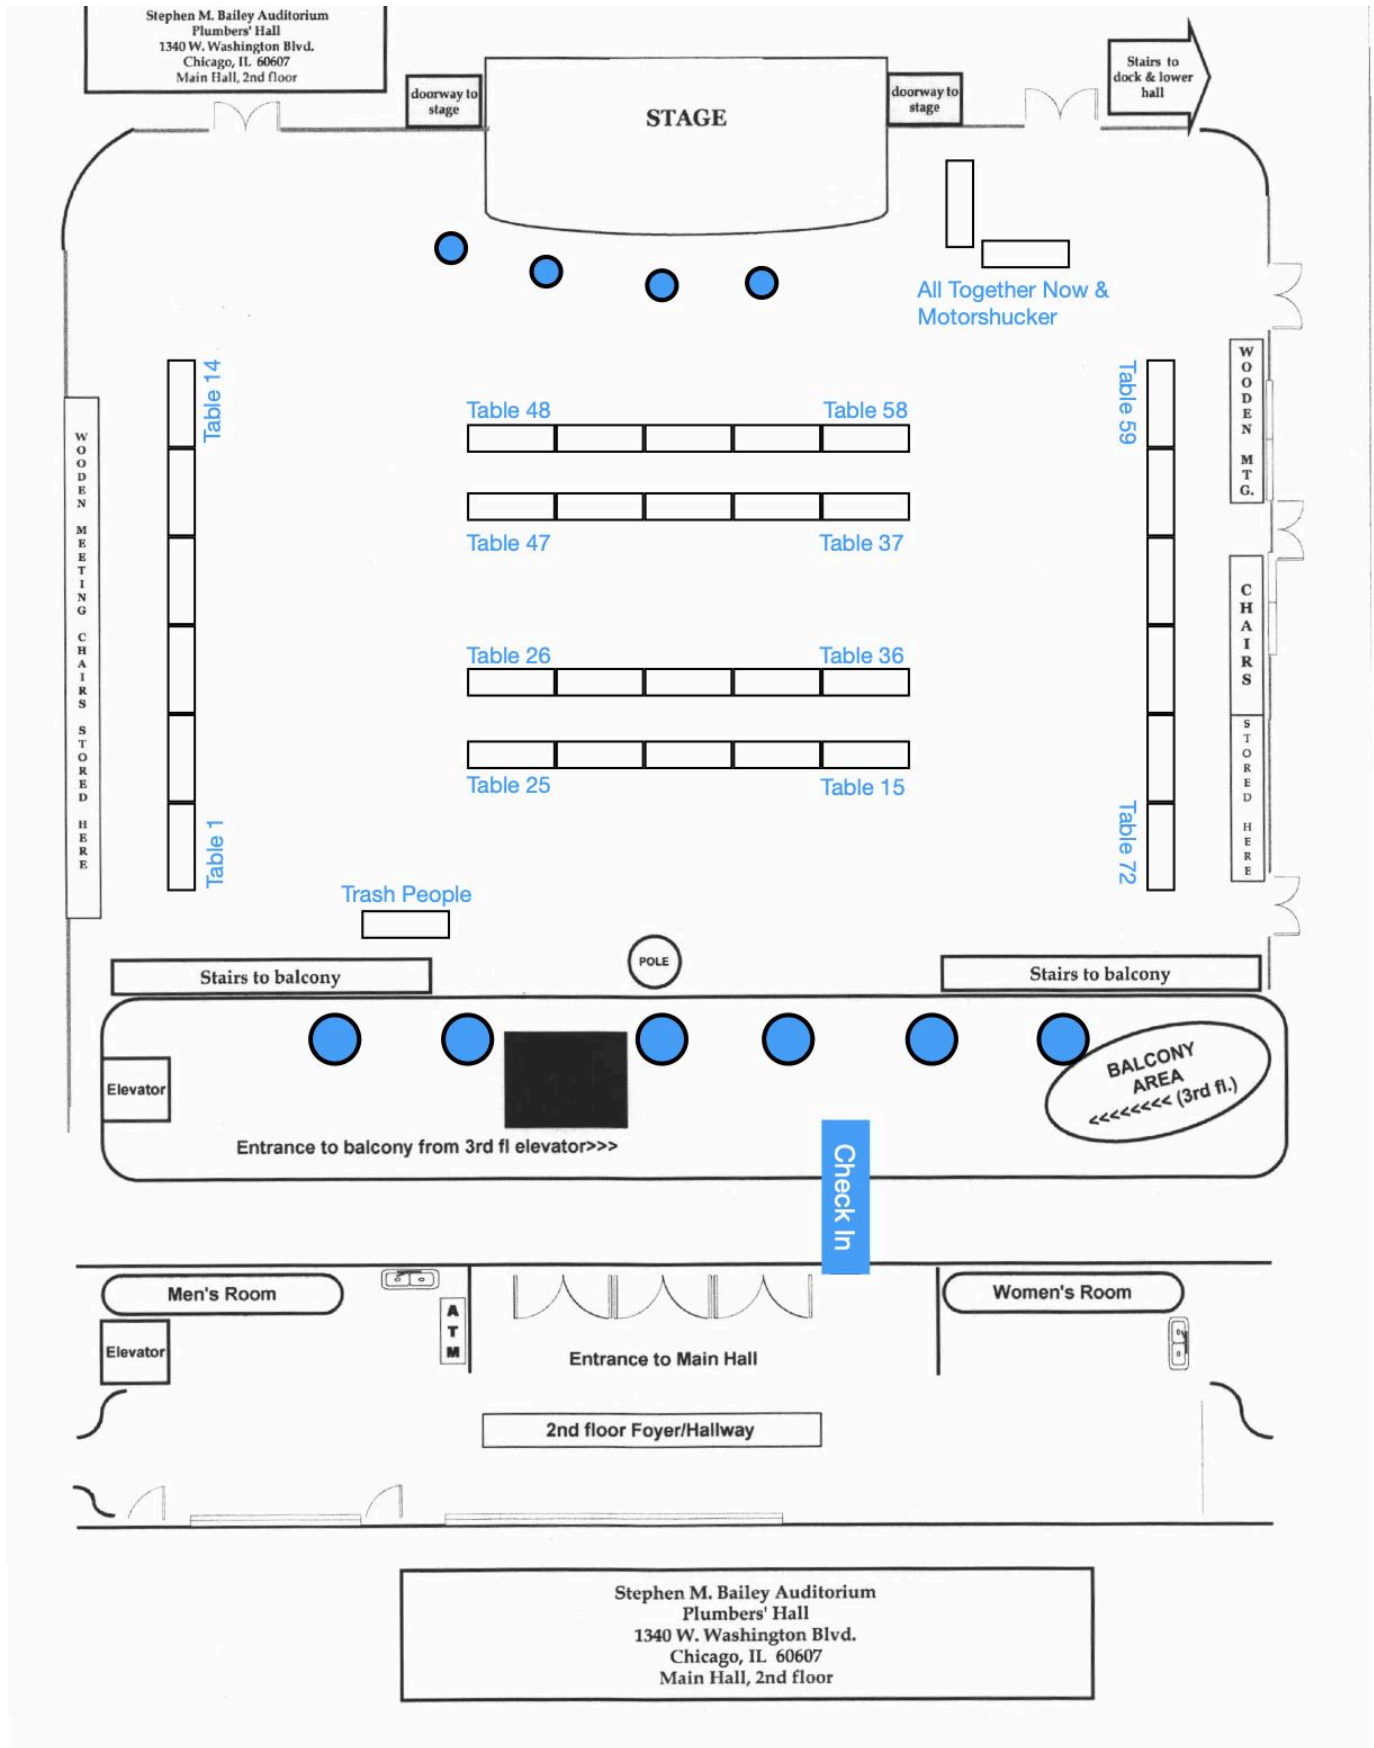 Stephen M. Bailey Auditorium
Plumbers' Hall
1340 W. Washington Blvd.
Chicago, IL 60607
Main Hall, 2nd floor
doorway to
stage
STAGE
doorway to
stage
Stairs to
dock & lower
hall
All Together Now &
Motorshucker
Table 14
Table 48
Table 58
Table 59
WOODEN MTG.
WOODEN MEETING CHAIRS STORED HERE
Table 47
Table 37
CHAIRS
STORED HERE
Table 26
Table 36
Table 25
Table 15
Table 1
Table 72
Trash People
POLE
Stairs to balcony
Stairs to balcony
Elevator
BALCONY
AREA
<<<<<<<< (3rd fl.)
Entrance to balcony from 3rd fl elevator>>>
Check In
Men's Room
ATM
Women's Room
Elevator
Entrance to Main Hall
2nd floor Foyer/Hallway
Stephen M. Bailey Auditorium
Plumbers' Hall
1340 W. Washington Blvd.
Chicago, IL 60607
Main Hall, 2nd floor